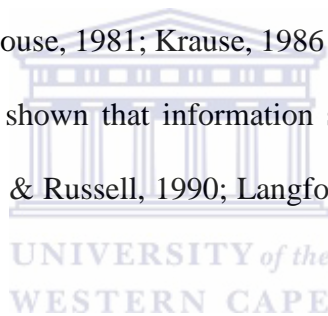 ouse, 1981; Krause, 1986
shown that information
& Russell, 1990; Langfo
UNIVERSITY of the
WESTERN CAPE